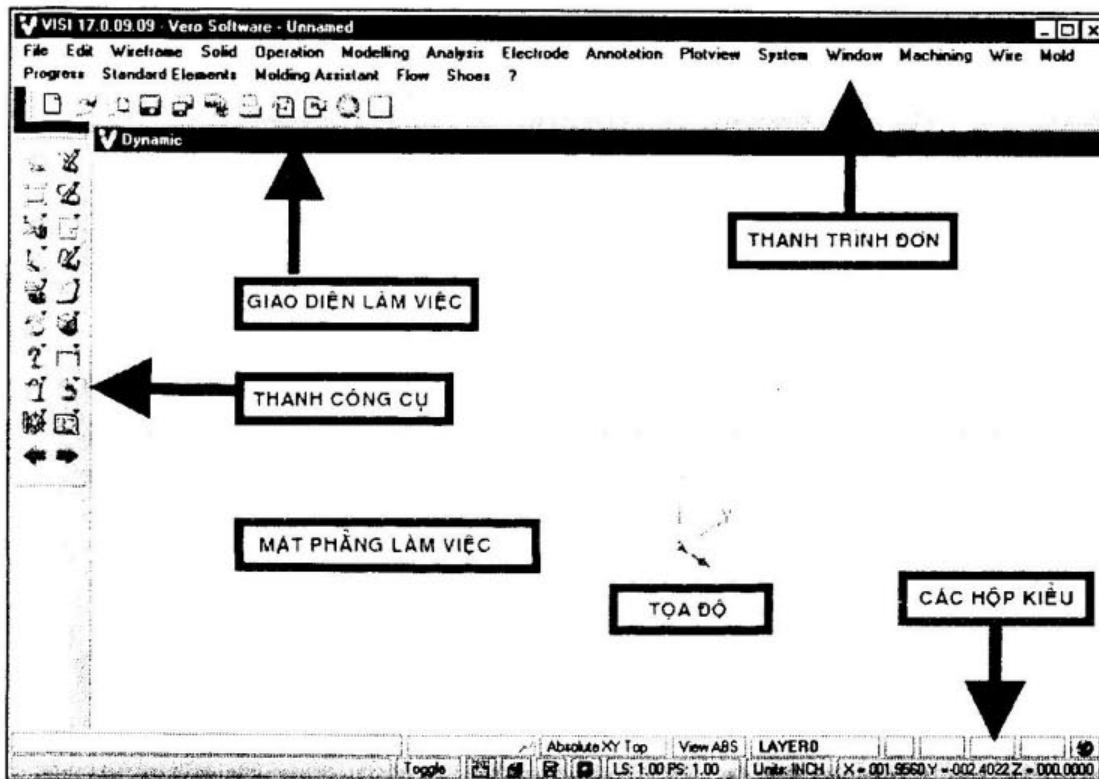 VISI 17.0.09.09 - Vero Software - Unnamed
File Edit Wireframe Solid Operation Modelling Analysis Electrode Annotation Plotview System Window Machining Wire Mold
Progress Standard Elements Molding Assistant Flow Shoes ?
Dynamic
THANH TRÌNH ĐƠN
GIAO DIỆN LÀM VIỆC
THANH CÔNG CỤ
MẶT PHẲNG LÀM VIỆC
CÁC HỘP KIỂU
TỌA ĐỘ
Absolute XY Top View ABS LAYER0
Toggle LS: 1.00 PS: 1.00 Units: INCH X = 001.9560 Y = -002.4022 Z = 000.0000